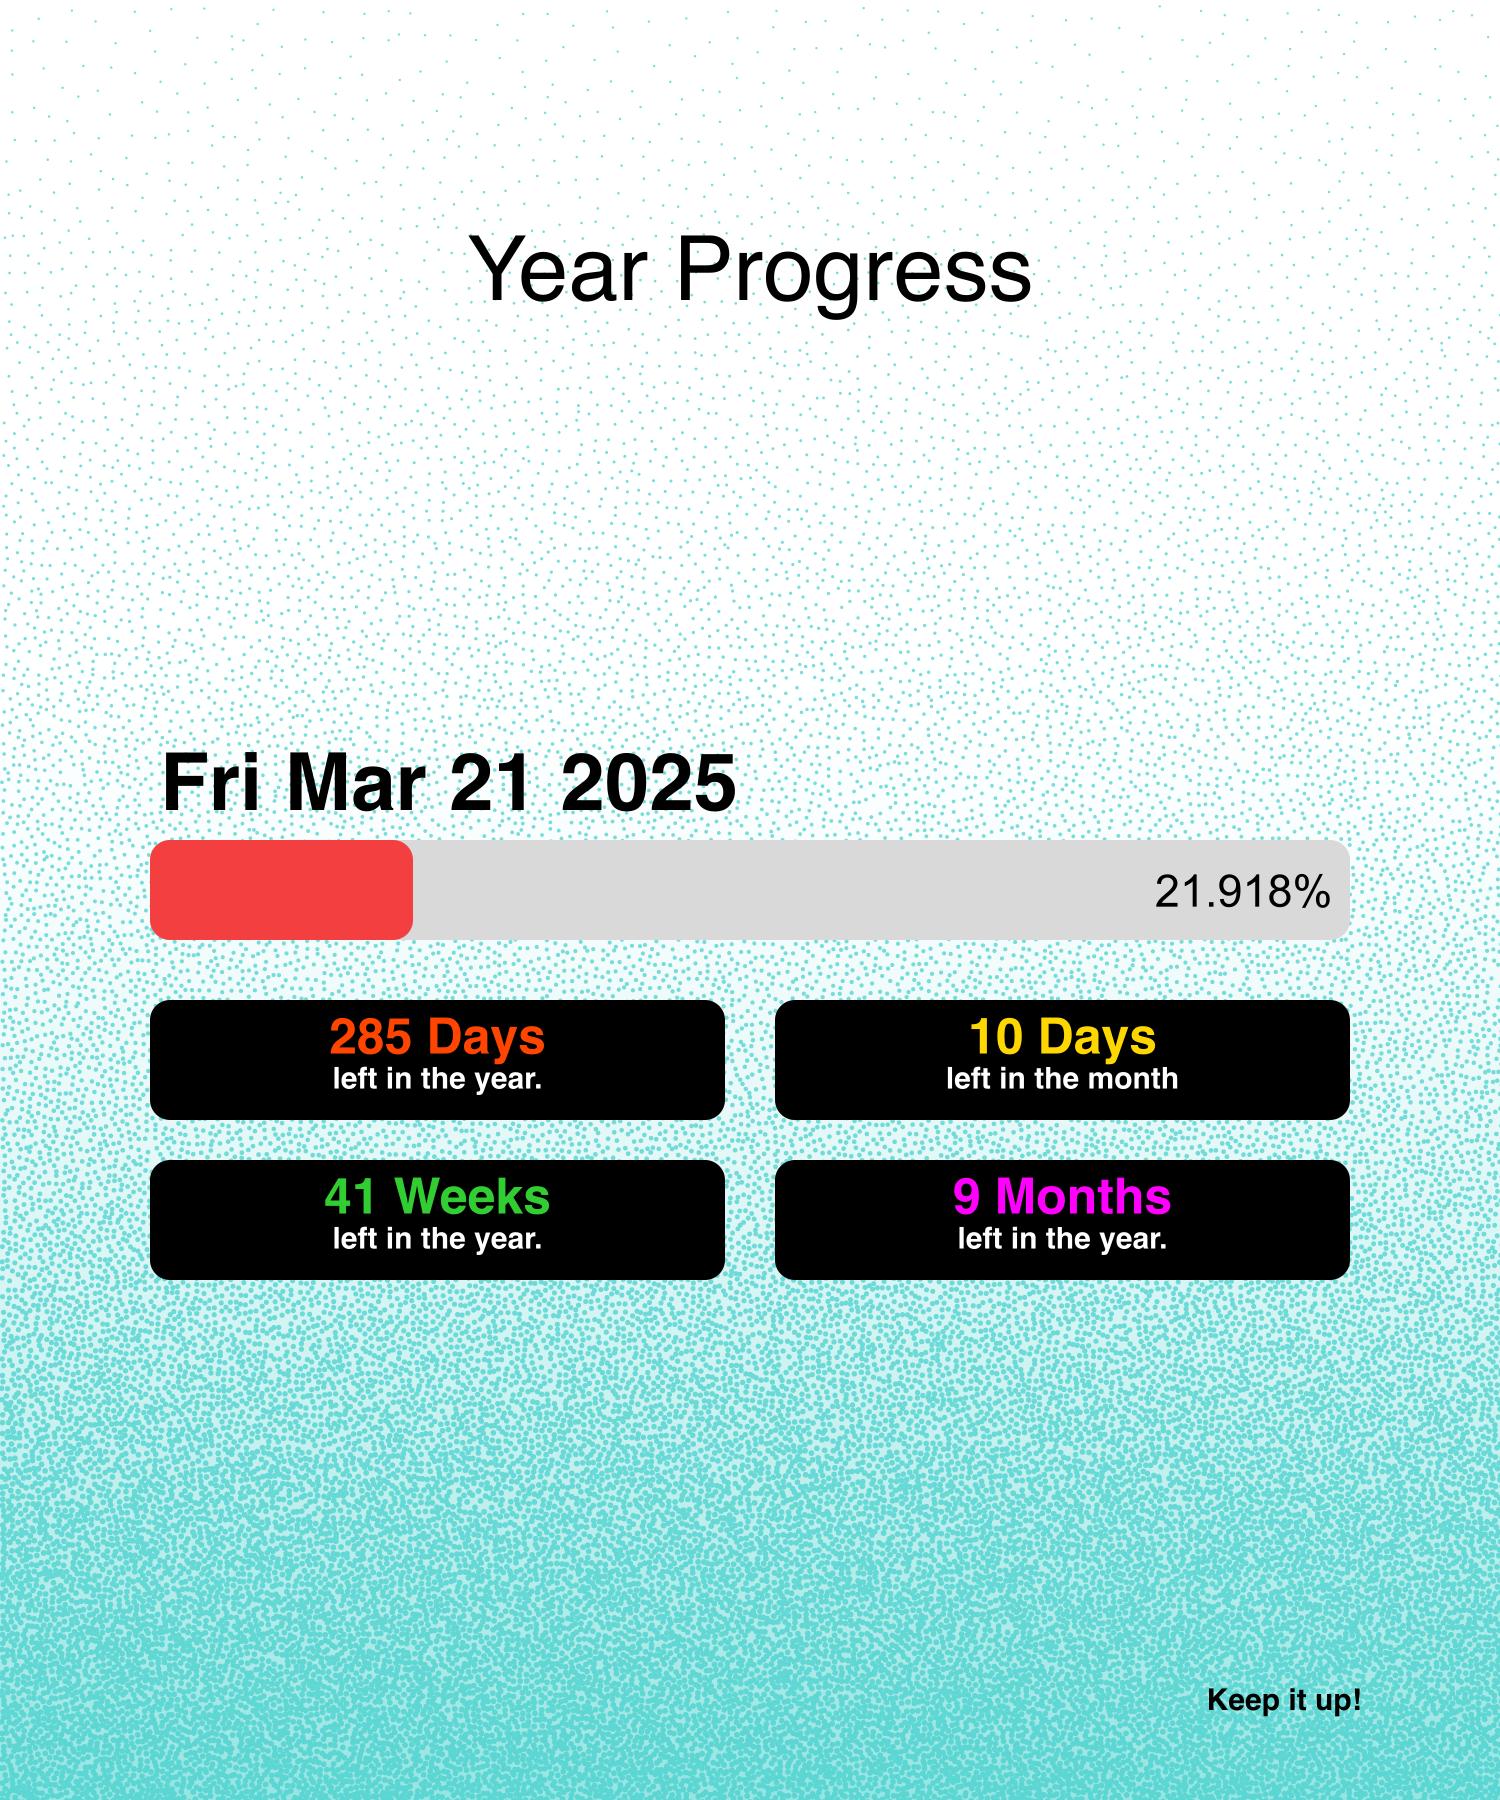 Year Progress
Fri Mar 21 2025
21.918%
285 Days
left in the year.
10 Days
left in the month
41 Weeks
left in the year.
9 Months
left in the year.
Keep it up!